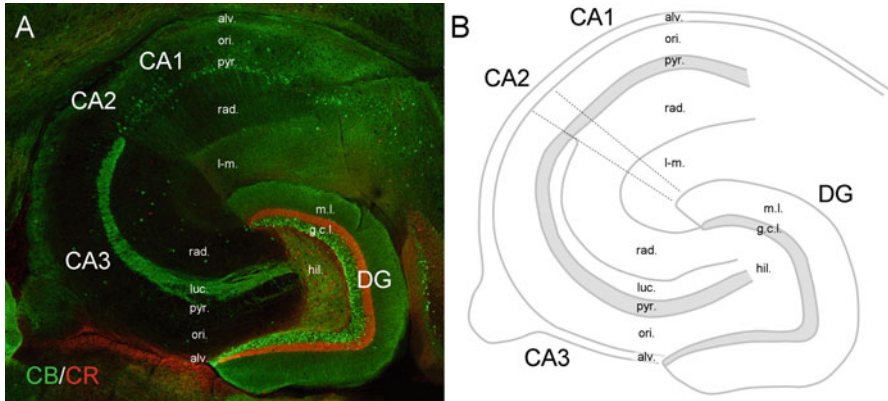 A
CA1
CA2
CA3
DG
alv.
ori.
pyr.
rad.
l-m.
m.l.
g.c.l.
hil.
rad.
luc.
pyr.
ori.
alv.
CB/CR
B
CA1
CA2
CA3
DG
alv.
ori.
pyr.
rad.
l-m.
m.l.
g.c.l.
hil.
rad.
luc.
pyr.
ori.
alv.